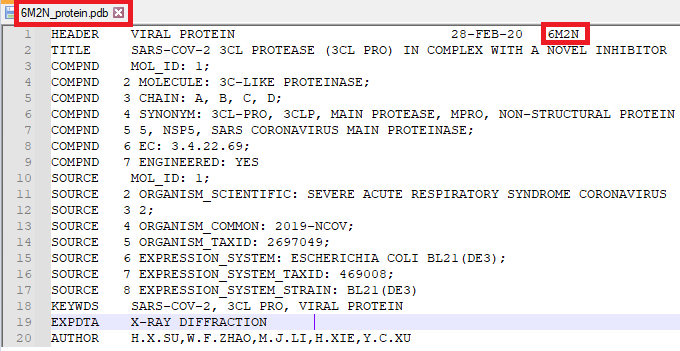 6M2N_protein.pdb
1 HEADER VIRAL PROTEIN 28-FEB-20 6M2N
2 TITLE SARS-COV-2 3CL PROTEASE (3CL PRO) IN COMPLEX WITH A NOVEL INHIBITOR
3 COMPND MOL_ID: 1;
4 COMPND 2 MOLECULE: 3C-LIKE PROTEINASE;
5 COMPND 3 CHAIN: A, B, C, D;
6 COMPND 4 SYNONYM: 3CL-PRO, 3CLP, MAIN PROTEASE, MPRO, NON-STRUCTURAL PROTEIN
7 COMPND 5 5, NSP5, SARS CORONAVIRUS MAIN PROTEINASE;
8 COMPND 6 EC: 3.4.22.69;
9 COMPND 7 ENGINEERED: YES
10 SOURCE MOL_ID: 1;
11 SOURCE 2 ORGANISM_SCIENTIFIC: SEVERE ACUTE RESPIRATORY SYNDROME CORONAVIRUS
12 SOURCE 3 2;
13 SOURCE 4 ORGANISM_COMMON: 2019-NCOV;
14 SOURCE 5 ORGANISM_TAXID: 2697049;
15 SOURCE 6 EXPRESSION_SYSTEM: ESCHERICHIA COLI BL21(DE3);
16 SOURCE 7 EXPRESSION_SYSTEM_TAXID: 469008;
17 SOURCE 8 EXPRESSION_SYSTEM_STRAIN: BL21(DE3)
18 KEYWDS SARS-COV-2, 3CL PRO, VIRAL PROTEIN
19 EXPDTA X-RAY DIFFRACTION
20 AUTHOR H.X.SU,W.F.ZHAO,M.J.LI,H.XIE,Y.C.XU